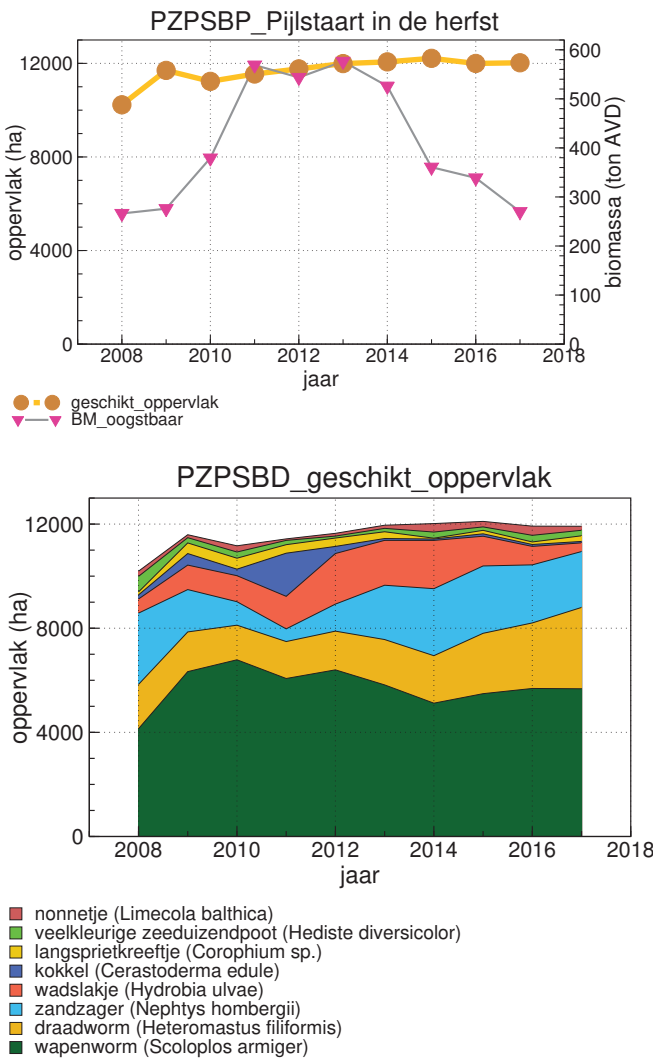 PZPSBP_Pijlstaart in de herfst
12000
8000
4000
0
oppervlak (ha)
600
500
400
300
200
100
0
biomassa (ton AVD)
2008 2010 2012 2014 2016 2018
jaar
geschikt_oppervlak
BM_oogstbaar
PZPSBD_geschikt_oppervlak
12000
8000
4000
0
oppervlak (ha)
2008 2010 2012 2014 2016 2018
jaar
nonnetje (Limecola balthica)
veelkleurige zeeduizendpoot (Hediste diversicolor)
langsprietkreeftje (Corophium sp.)
kokkel (Cerastoderma edule)
wadslakje (Hydrobia ulvae)
zandzager (Nephtys hombergii)
draadworm (Heteromastus filiformis)
wapenworm (Scoloplos armiger)